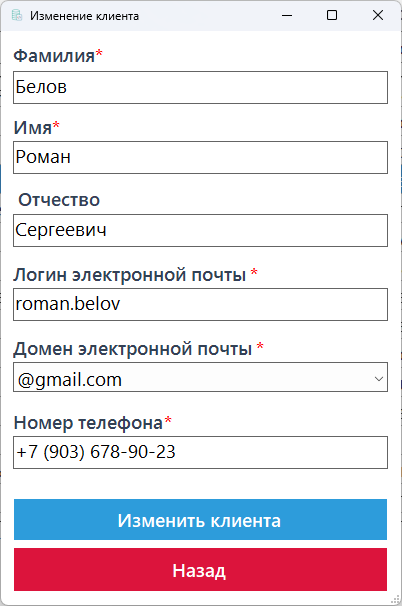 Изменение клиента
Фамилия*
Белов
Имя*
Роман
Отчество
Сергеевич
Логин электронной почты *
roman.belov
Домен электронной почты *
@gmail.com
Номер телефона*
+7 (903) 678-90-23
Изменить клиента
Назад